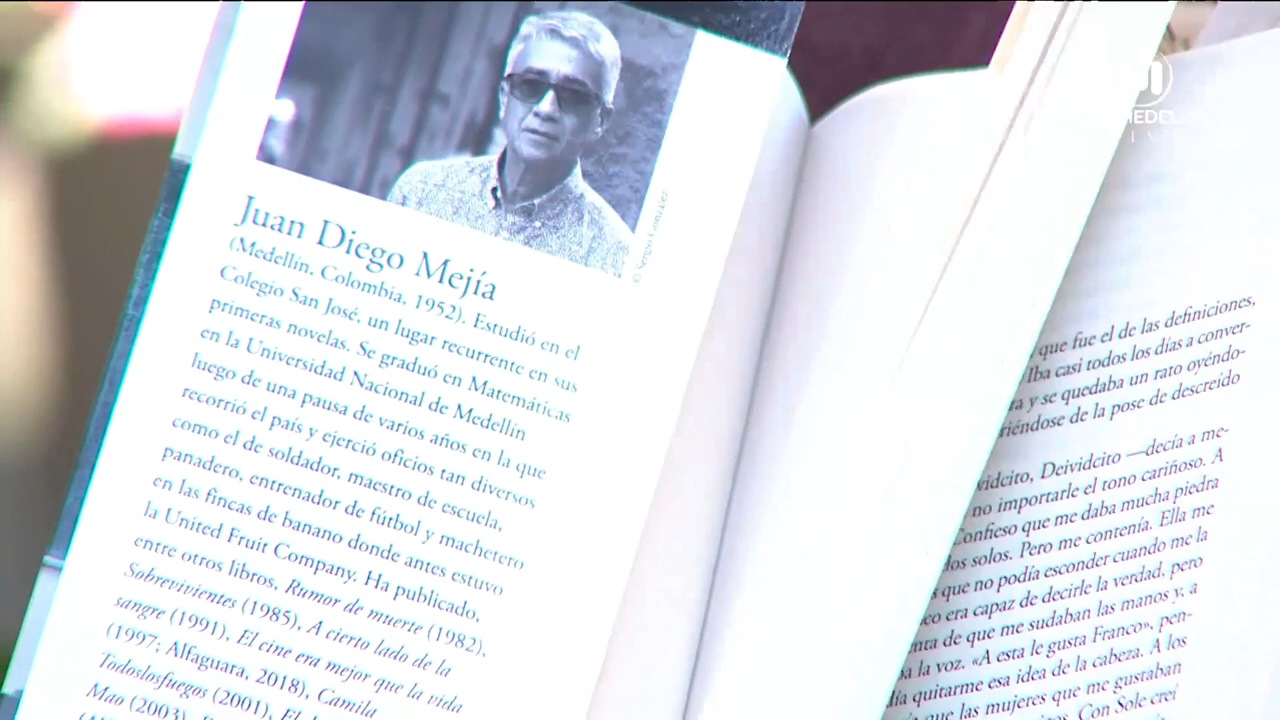 © Sergio González
Juan Diego Mejía
(Medellín, Colombia, 1952). Estudió en el
Colegio San José, un lugar recurrente en sus
primeras novelas. Se graduó en Matemáticas
en la Universidad Nacional de Medellín
luego de una pausa de varios años en la que
recorrió el país y ejerció oficios tan diversos
como el de soldador, maestro de escuela,
panadero, entrenador de fútbol y machetero
en las fincas de banano donde antes estuvo
la United Fruit Company. Ha publicado,
entre otros libros, Rumor de muerte (1982),
Sobrevivientes (1985), A cierto lado de la
sangre (1991), El cine era mejor que la vida
(1997; Alfaguara, 2018), Camila
Todoslosfuegos (2001), El
Mao (2003),
que fue el de las definiciones,
Iba casi todos los días a conver-
y se quedaba un rato oyéndo-
riéndose de la pose de descreído
Deividcito —decía a me-
no importarle el tono cariñoso. A
Confieso que me daba mucha piedra
los solos. Pero me contenía. Ella me
que no podía esconder cuando me la
era capaz de decirle la verdad, pero
de que me sudaban las manos y, a
la voz. «A esta le gusta Franco», pen-
quitarme esa idea de la cabeza. A los
que las mujeres que me gustaban
Con Sole creí